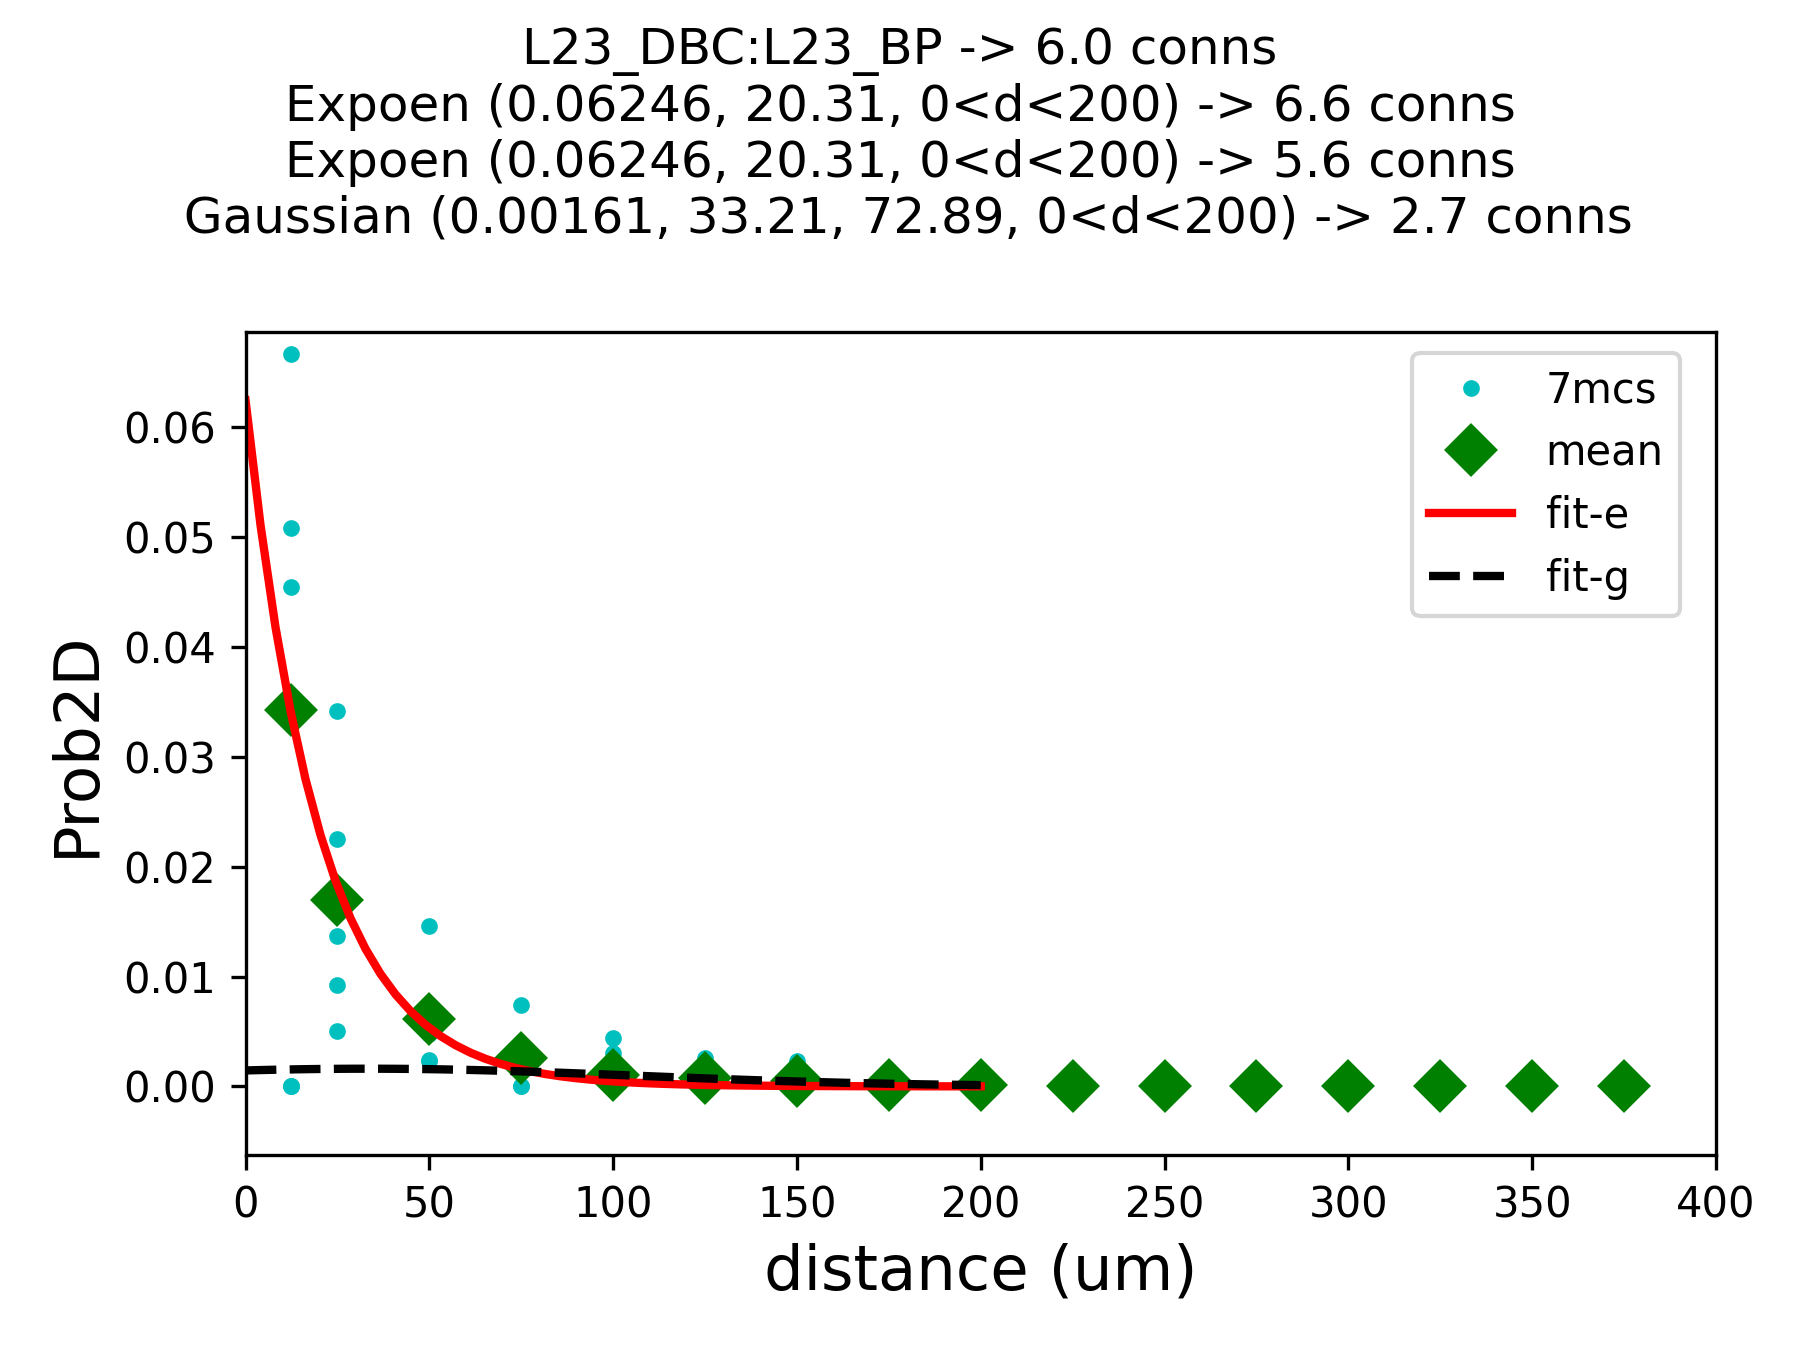 L23_DBC:L23_BP -> 6.0 conns
Expoen (0.06246, 20.31, 0<d<200) -> 6.6 conns
Expoen (0.06246, 20.31, 0<d<200) -> 5.6 conns
Gaussian (0.00161, 33.21, 72.89, 0<d<200) -> 2.7 conns
7mcs
mean
fit-e
fit-g
Prob2D
0.06
0.05
0.04
0.03
0.02
0.01
0.00
0 50 100 150 200 250 300 350 400
distance (um)